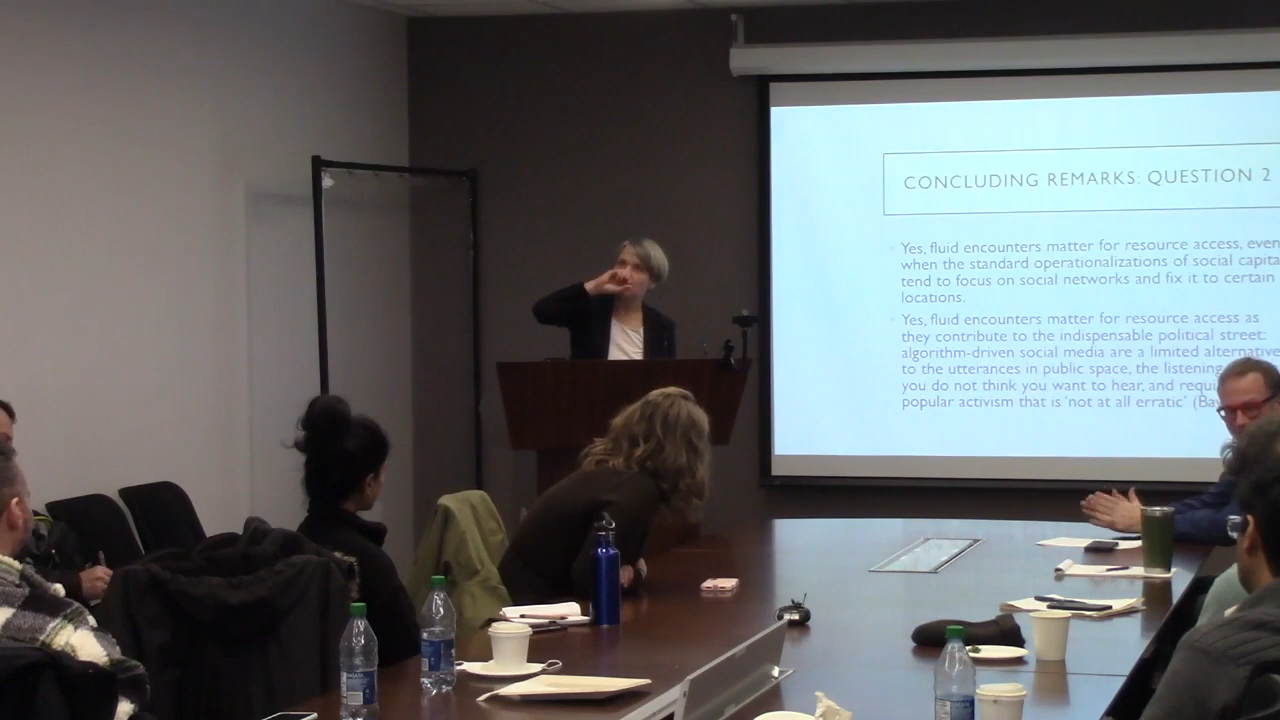 CONCLUDING REMARKS: QUESTION 2
Yes, fluid encounters matter for resource access, even
when the standard operationalizations of social capita
tend to focus on social networks and fix it to certain
locations.
Yes, fluid encounters matter for resource access as
they contribute to the indispensable political street:
algorithm-driven social media are a limited alternative
to the utterances in public space, the listening
you do not think you want to hear, and requi
popular activism that is 'not at all erratic' (Bay